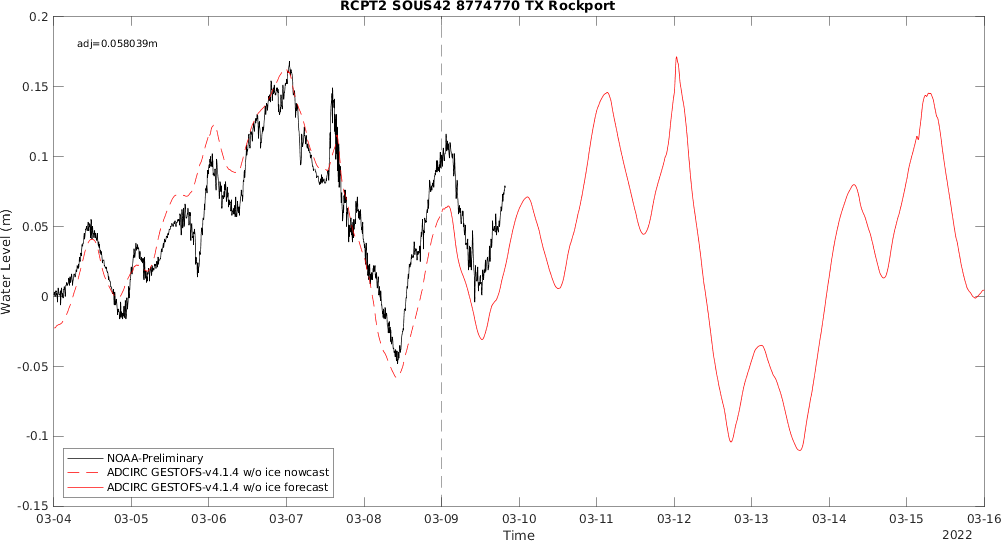 RCPT2 SOUS42 8774770 TX Rockport
adj=0.058039m
0.2
0.15
0.1
0.05
0
-0.05
-0.1
-0.15
Water Level (m)
NOAA-Preliminary
ADCIRC GESTOFS-v4.1.4 w/o ice nowcast
ADCIRC GESTOFS-v4.1.4 w/o ice forecast
03-04 03-05 03-06 03-07 03-08 03-09 03-10 03-11 03-12 03-13 03-14 03-15 03-16
Time
2022